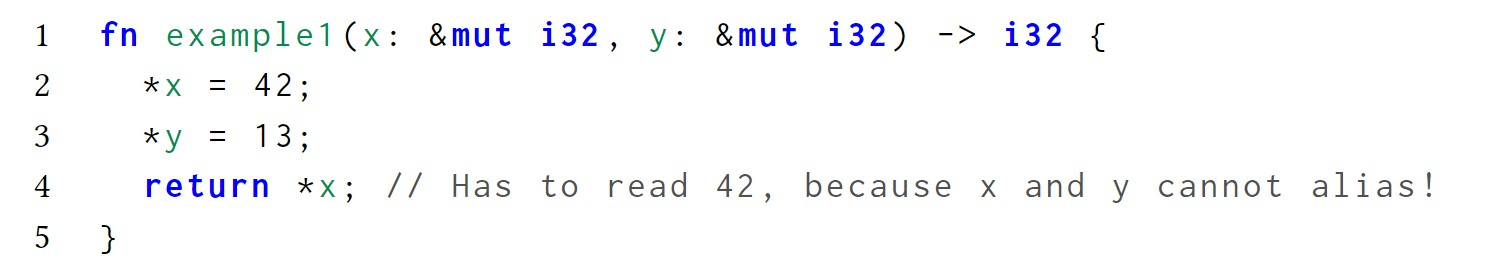 1 fn example1(x: &mut i32, y: &mut i32) -> i32 {
2   *x = 42;
3   *y = 13;
4   return *x; // Has to read 42, because x and y cannot alias!
5 }